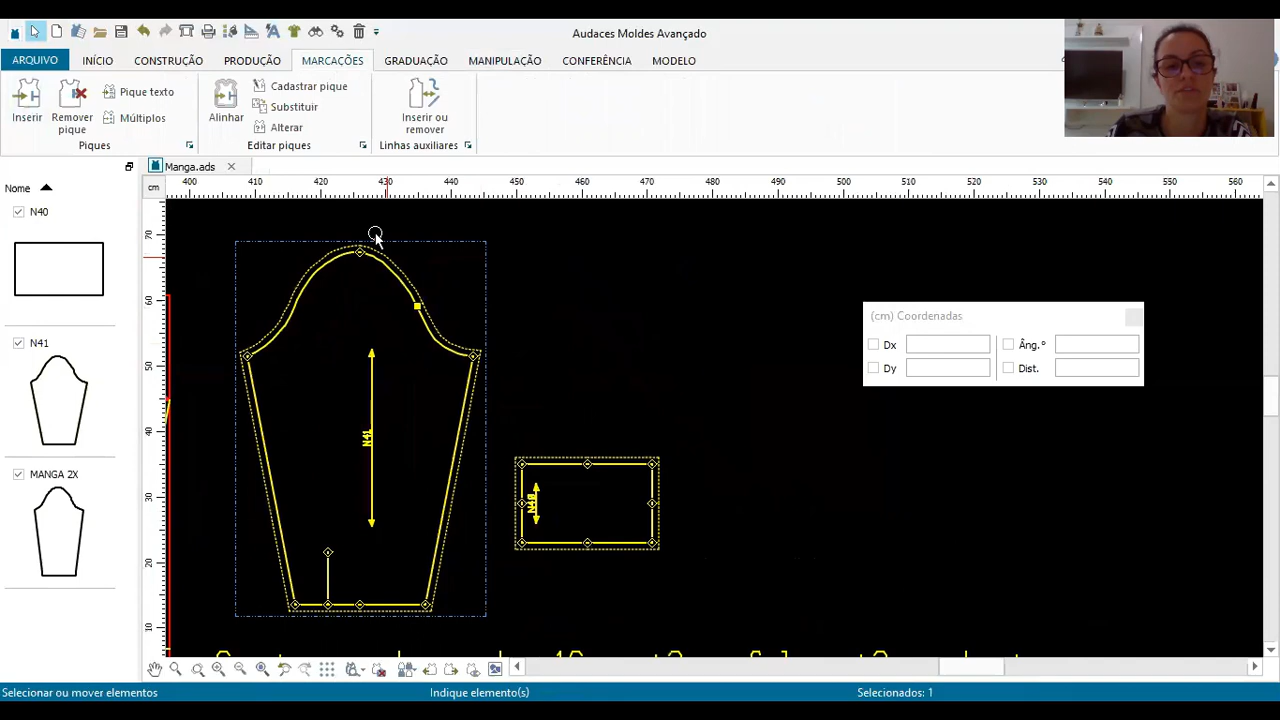 Audaces Moldes Avançado
ARQUIVO INÍCIO CONSTRUÇÃO PRODUÇÃO MARCAÇÕES GRADUAÇÃO MANIPULAÇÃO CONFERÊNCIA MODELO
Inserir
Remover pique
Pique texto
Múltiplos
Piques
Alinhar
Cadastrar pique
Substituir
Alterar
Editar piques
Inserir ou remover
Linhas auxiliares
Manga.ads
cm 400 410 420 430 440 450 460 470 480 490 500 510 520 530 540 550 560
Nome
N40
N41
MANGA 2X
70
60
50
40
30
20
10
N41
N40
(cm) Coordenadas
Dx Âng.º
Dy Dist.
Selecionar ou mover elementos Indique elemento(s) Selecionados: 1